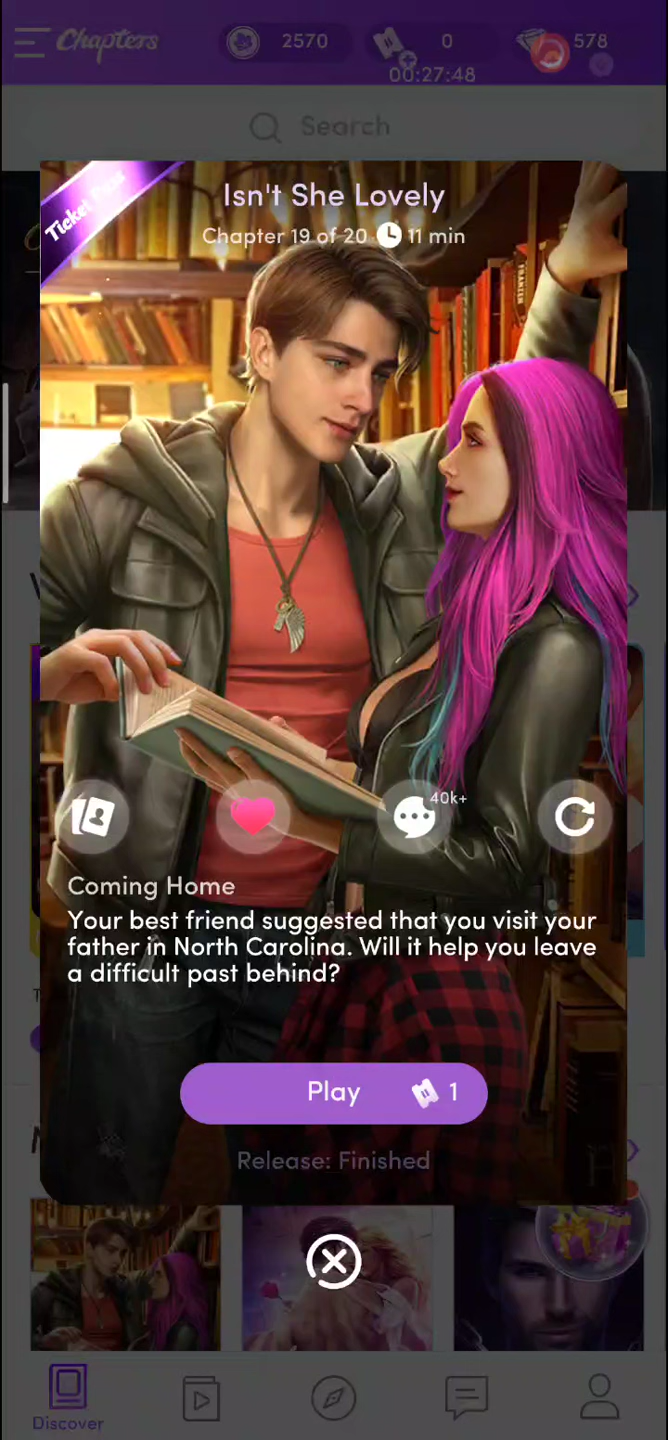 Chapters
2570
0
578
00:27:48
Search
Ticket Pass
Isn't She Lovely
Chapter 19 of 20 11 min
40k+
Coming Home
Your best friend suggested that you visit your
father in North Carolina. Will it help you leave
a difficult past behind?
Play 1
Release: Finished
Discover